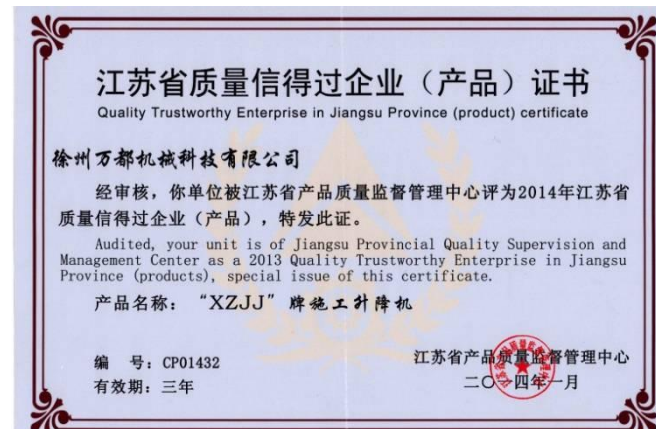 江苏省质量信得过企业（产品）证书
Quality Trustworthy Enterprise in Jiangsu Province (product) certificate
徐州万都机械科技有限公司
经审核，你单位被江苏省产品质量监督管理中心评为2014年江苏省
质量信得过企业（产品），特发此证。
Audited, your unit is of Jiangsu Provincial Quality Supervision and
Management Center as a 2013 Quality Trustworthy Enterprise in Jiangsu
Province (products), special issue of this certificate.
产品名称：“XZJJ”牌施工升降机
编 号：CP01432
江苏省产品质量监督管理中心
有效期：三年
二〇一四年一月